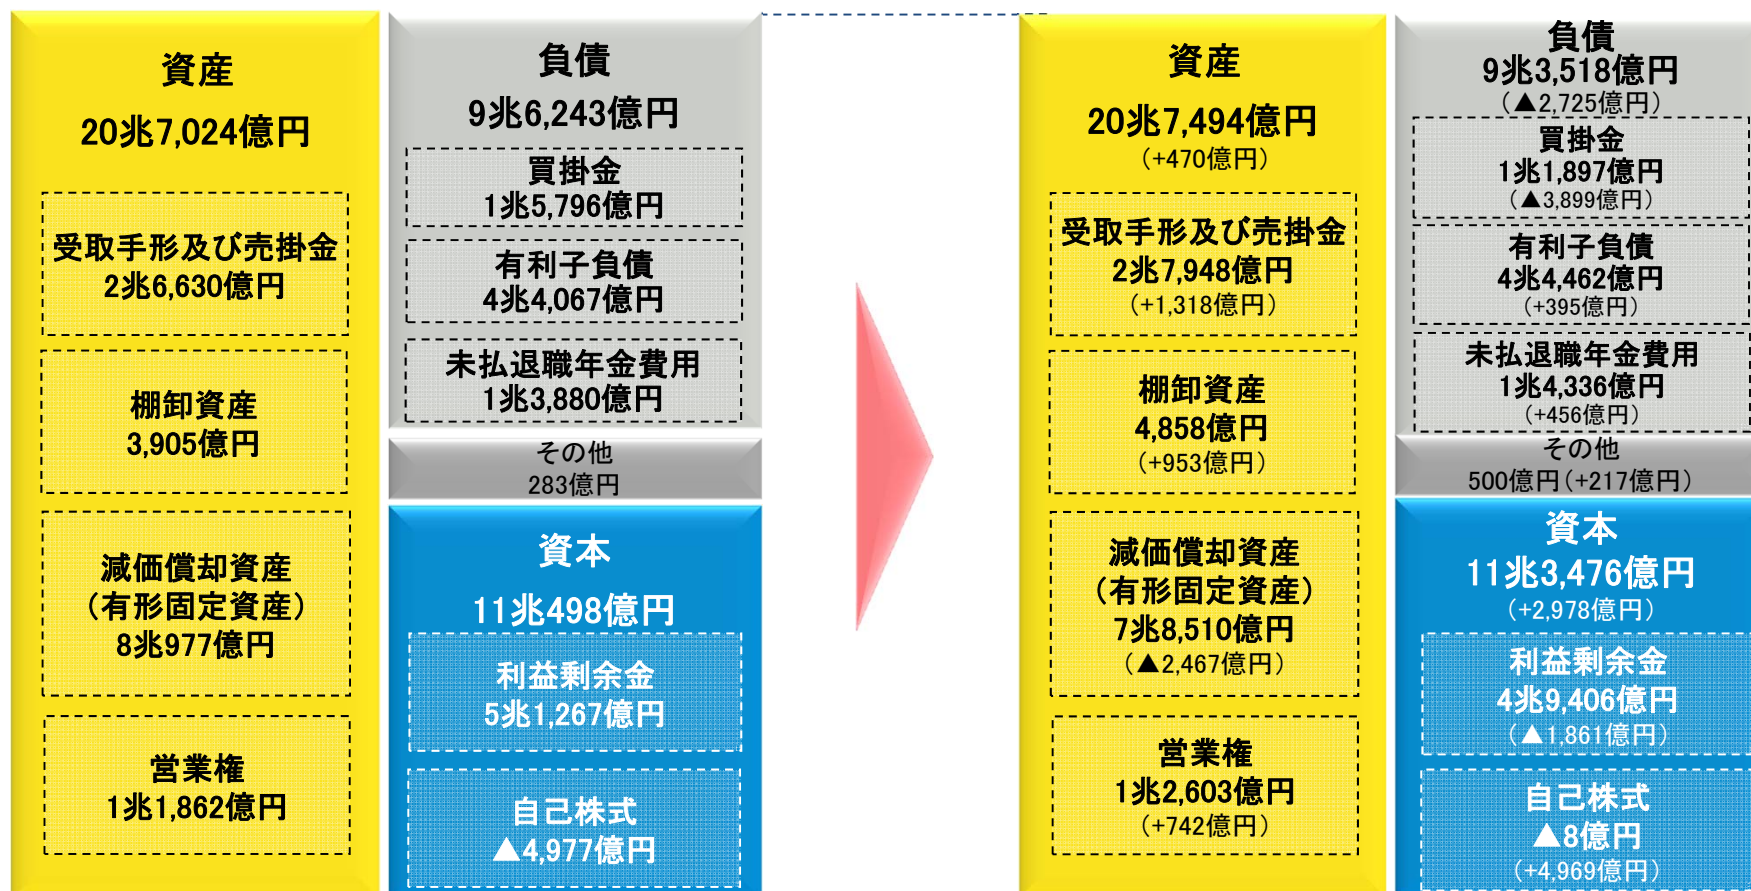 資産
20兆7,024億円
受取手形及び売掛金
2兆6,630億円
棚卸資産
3,905億円
減価償却資産
（有形固定資産）
8兆977億円
営業権
1兆1,862億円
負債
9兆6,243億円
買掛金
1兆5,796億円
有利子負債
4兆4,067億円
未払退職年金費用
1兆3,880億円
その他
283億円
資本
11兆498億円
利益剰余金
5兆1,267億円
自己株式
▲4,977億円
資産
20兆7,494億円
（+470億円）
受取手形及び売掛金
2兆7,948億円
（+1,318億円）
棚卸資産
4,858億円
（+953億円）
減価償却資産
（有形固定資産）
7兆8,510億円
（▲2,467億円）
営業権
1兆2,603億円
（+742億円）
負債
9兆3,518億円
（▲2,725億円）
買掛金
1兆1,897億円
（▲3,899億円）
有利子負債
4兆4,462億円
（+395億円）
未払退職年金費用
1兆4,336億円
（+456億円）
その他
500億円（+217億円）
資本
11兆3,476億円
（+2,978億円）
利益剰余金
4兆9,406億円
（▲1,861億円）
自己株式
▲8億円
（+4,969億円）